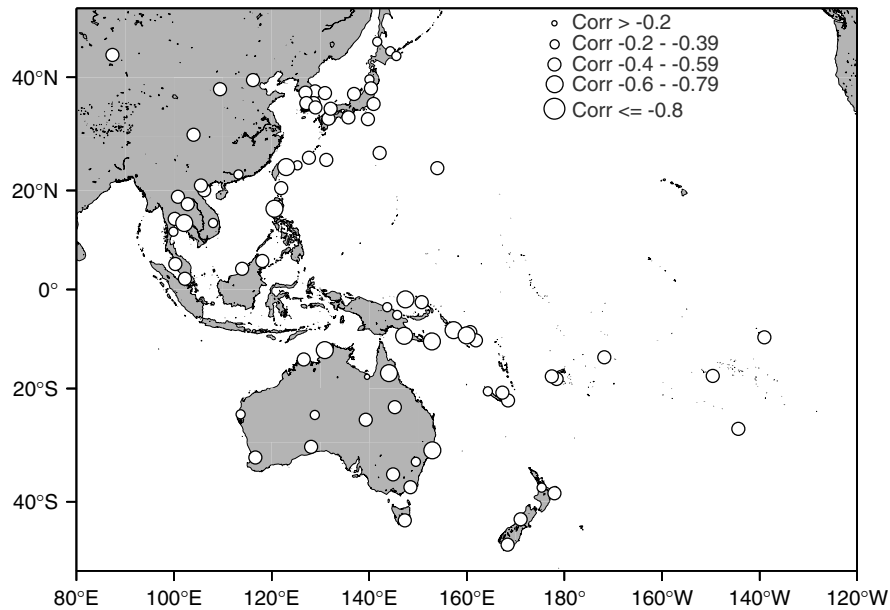 Corr > -0.2
Corr -0.2 - -0.39
Corr -0.4 - -0.59
Corr -0.6 - -0.79
Corr <= -0.8
40°N
20°N
0°
20°S
40°S
80°E 100°E 120°E 140°E 160°E 180° 160°W 140°W 120°W